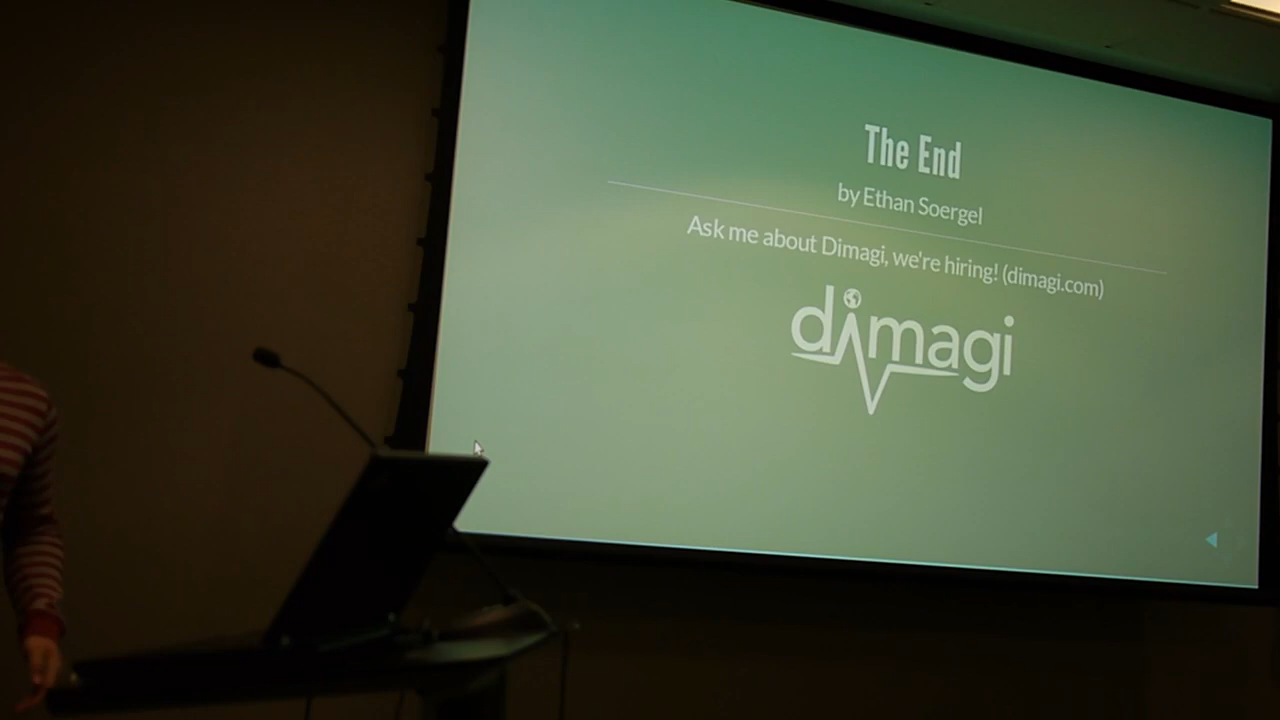 The End
by Ethan Soergel
Ask me about Dimagi, we're hiring! (dimagi.com)
dimagi